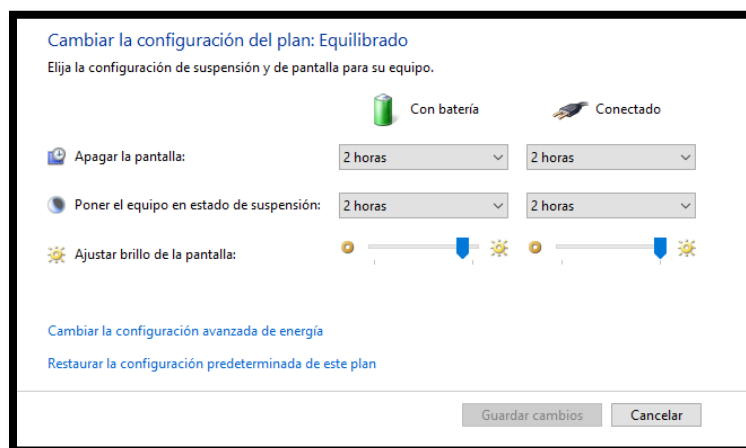 Cambiar la configuración del plan: Equilibrado
Elija la configuración de suspensión y de pantalla para su equipo.
Con batería Conectado
Apagar la pantalla: 2 horas 2 horas
Poner el equipo en estado de suspensión: 2 horas 2 horas
Ajustar brillo de la pantalla:
Cambiar la configuración avanzada de energía
Restaurar la configuración predeterminada de este plan
Guardar cambios Cancelar